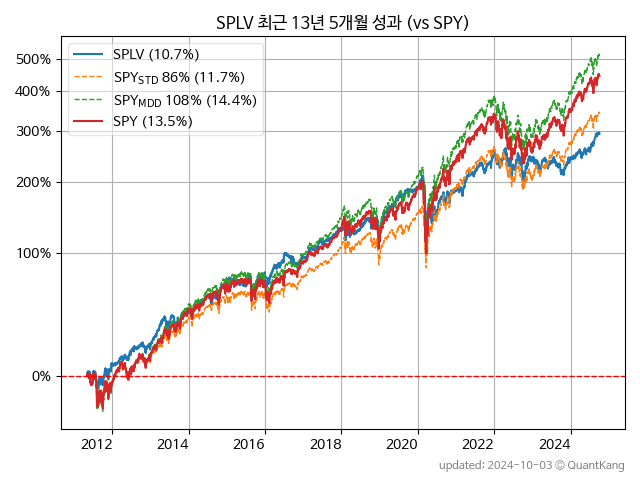 SPLV 최근 13년 5개월 성과 (vs SPY)
SPLV (10.7%)
SPY_STD 86% (11.7%)
SPY_MDD 108% (14.4%)
SPY (13.5%)
500%
400%
300%
200%
100%
0%
2012 2014 2016 2018 2020 2022 2024
updated: 2024-10-03 © QuantKang